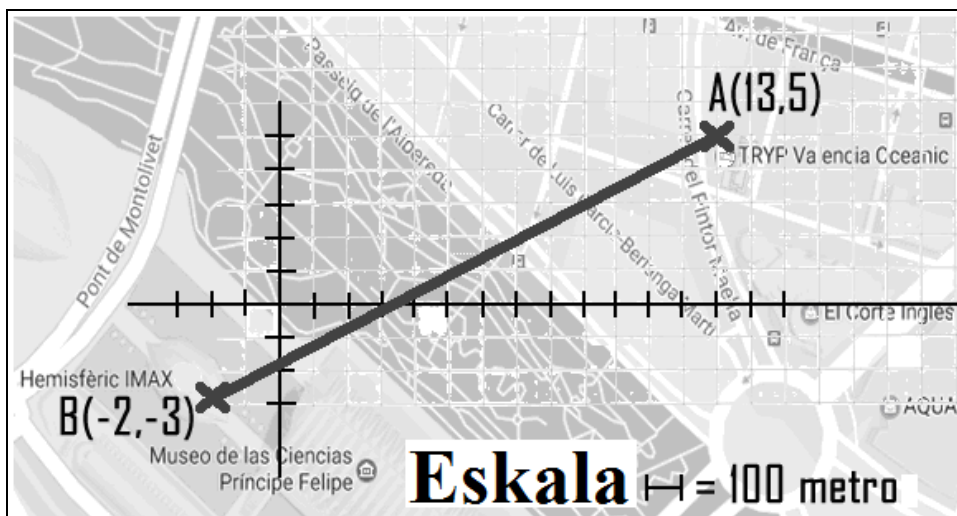 Av. de França
Passeig de l'Albereda
A(13,5)
TRYP Valencia Oceanic
Carrer de Luis García-Berlanga Martí
Carrer del Pintor Maella
Pont de Montolivet
El Corte Inglés
Hemisfèric IMAX
B(-2,-3)
AQUA
Museo de las Ciencias
Príncipe Felipe
Eskala = 100 metro